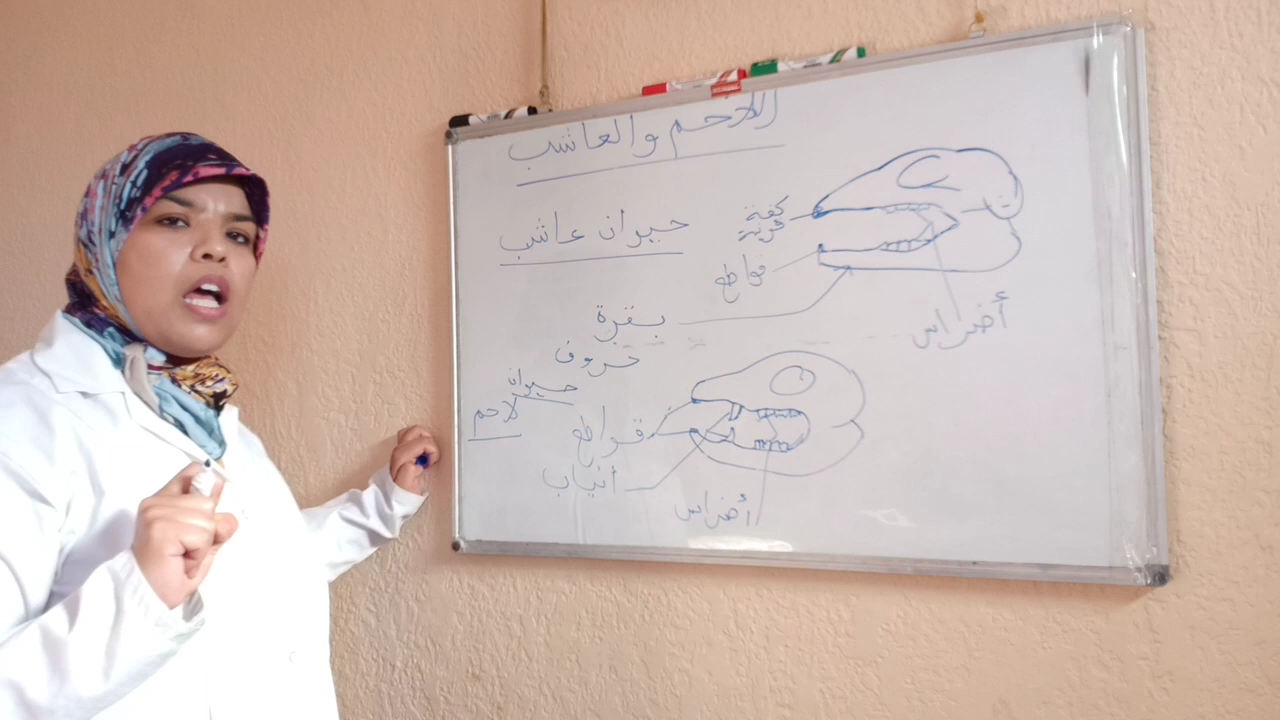 اللاحم والعاشب
حيوان عاشب
كفة
قرنية
قواطع
أضراس
بقرة
خروف
حيوان
لاحم
قواطع
أنياب
أضراس